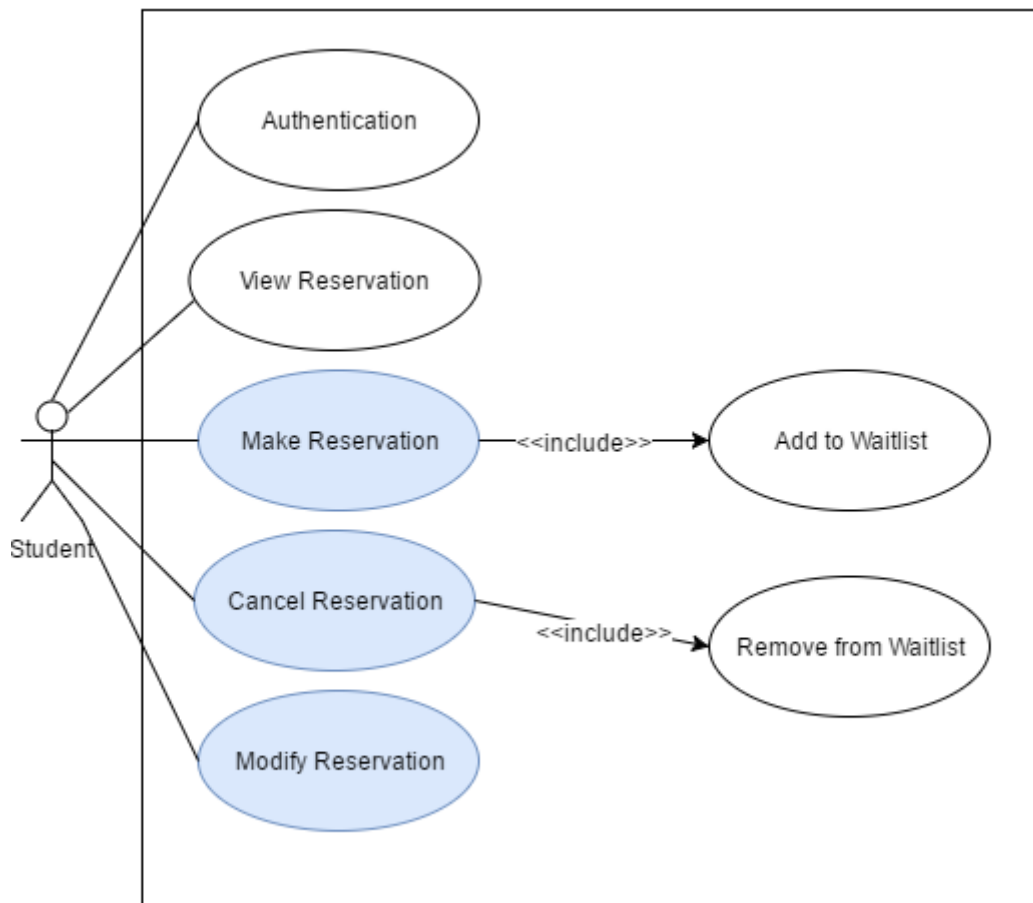 Authentication
View Reservation
Make Reservation
<<include>>
Add to Waitlist
Student
Cancel Reservation
<<include>>
Remove from Waitlist
Modify Reservation